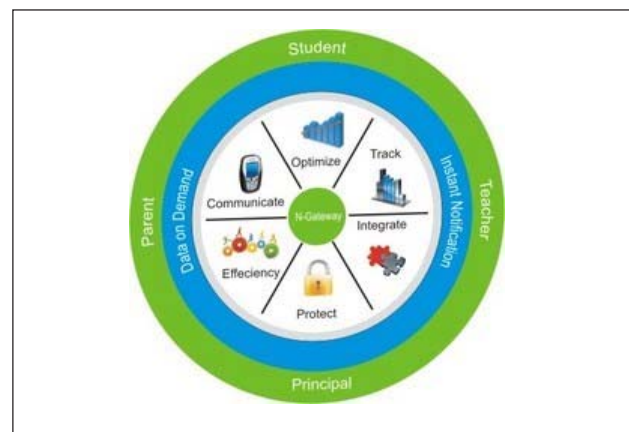 Student
Optimize
Track
Communicate
Data on Demand
Instant Notification
Parent
Teacher
N-Gateway
Integrate
Effeciency
Protect
Principal